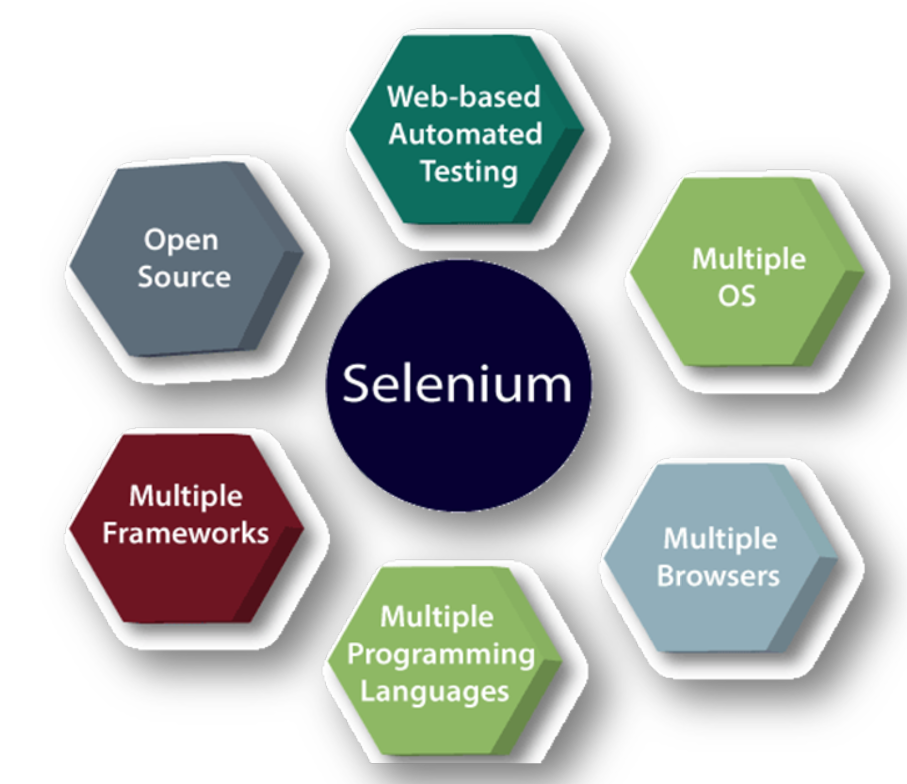 Web-based
Automated
Testing
Open
Source
Multiple
OS
Selenium
Multiple
Frameworks
Multiple
Browsers
Multiple
Programming
Languages